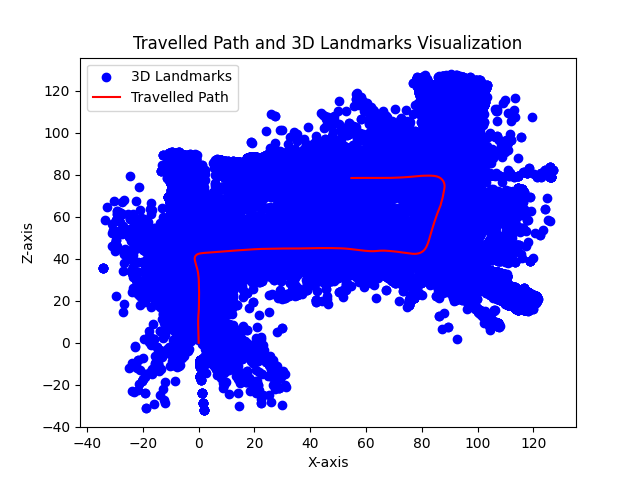 Travelled Path and 3D Landmarks Visualization
3D Landmarks
Travelled Path
Z-axis
120
100
80
60
40
20
0
−20
−40
−40 −20 0 20 40 60 80 100 120
X-axis